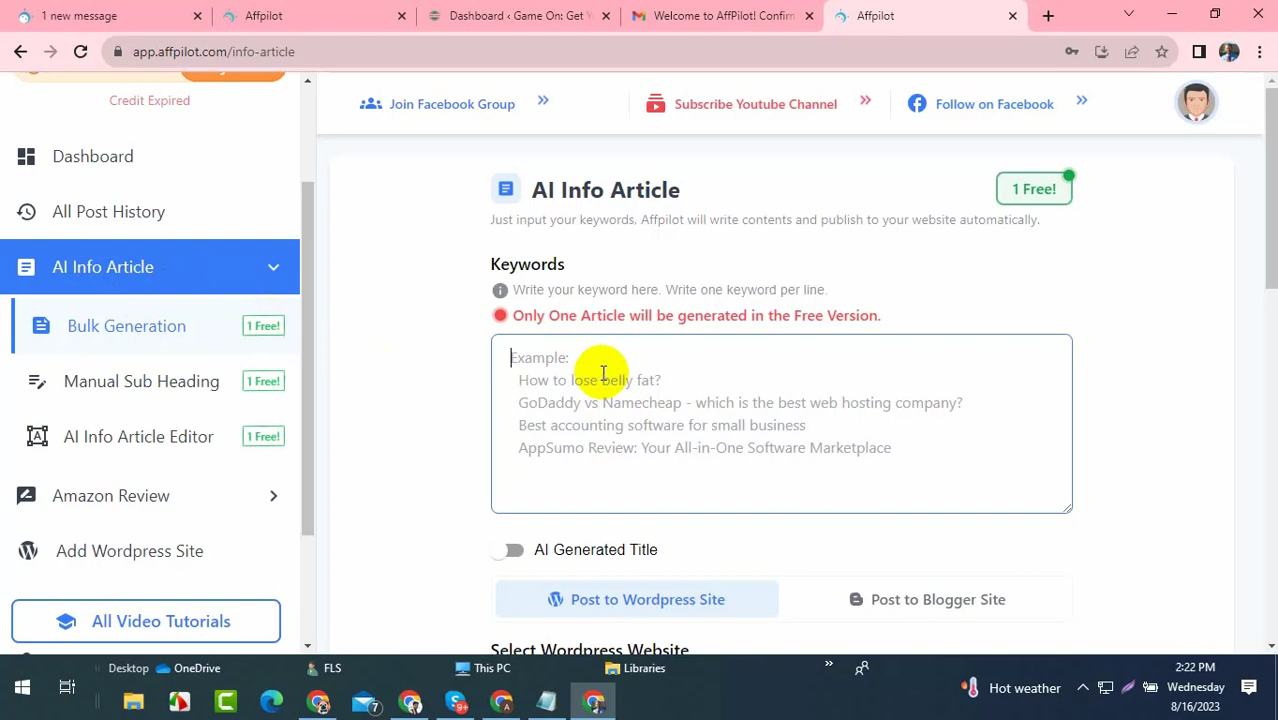 1 new message
Affpilot
Dashboard ‹ Game On: Get Y
Welcome to AffPilot! Confirm
Affpilot
app.affpilot.com/info-article
Credit Expired
Dashboard
All Post History
AI Info Article
Bulk Generation
1 Free!
Manual Sub Heading
1 Free!
AI Info Article Editor
1 Free!
Amazon Review
Add Wordpress Site
All Video Tutorials
Join Facebook Group
Subscribe Youtube Channel
Follow on Facebook
AI Info Article
1 Free!
Just input your keywords, Affpilot will write contents and publish to your website automatically.
Keywords
Write your keyword here. Write one keyword per line.
Only One Article will be generated in the Free Version.
Example:
How to lose belly fat?
GoDaddy vs Namecheap - which is the best web hosting company?
Best accounting software for small business
AppSumo Review: Your All-in-One Software Marketplace
AI Generated Title
Post to Wordpress Site
Post to Blogger Site
Select Wordpress Website
Desktop
OneDrive
FLS
This PC
Libraries
7
Hot weather
2:22 PM
Wednesday
8/16/2023